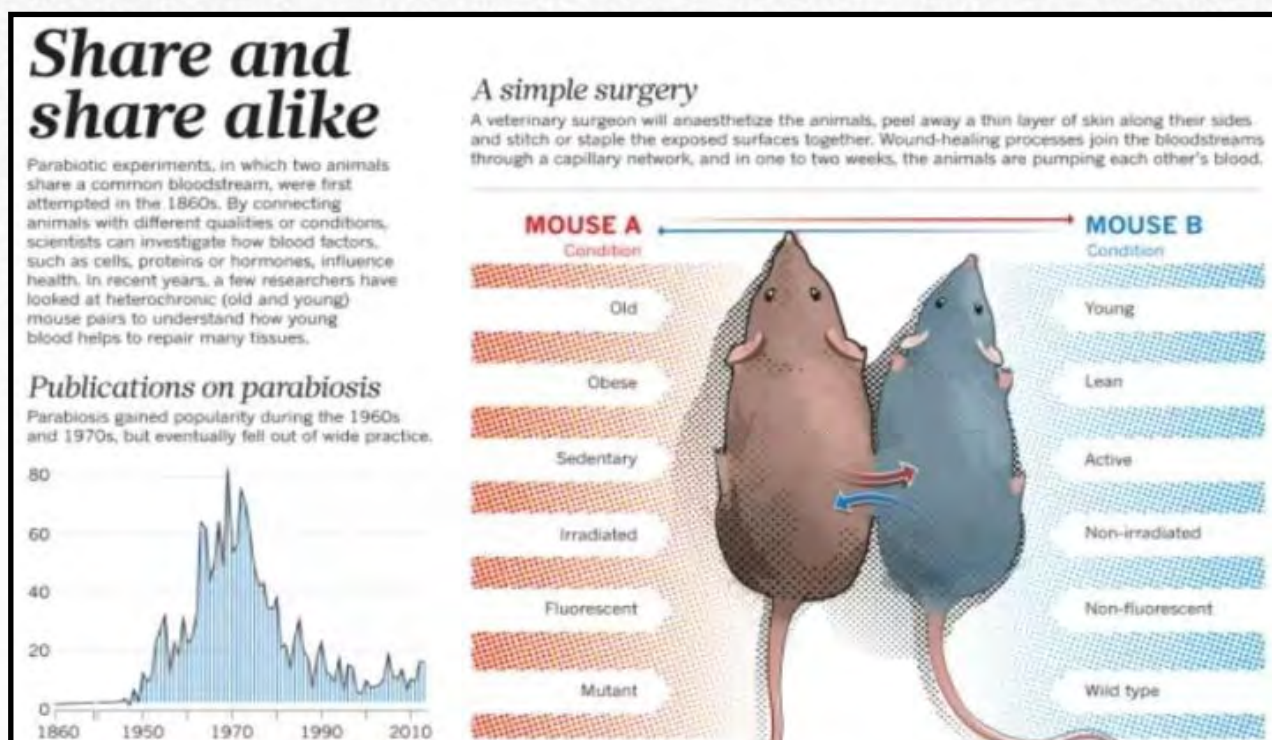 Share and
share alike
Parabiotic experiments, in which two animals
share a common bloodstream, were first
attempted in the 1860s. By connecting
animals with different qualities or conditions,
scientists can investigate how blood factors,
such as cells, proteins or hormones, influence
health. In recent years, a few researchers have
looked at heterochronic (old and young)
mouse pairs to understand how young
blood helps to repair many tissues.
Publications on parabiosis
Parabiosis gained popularity during the 1960s
and 1970s, but eventually fell out of wide practice.
80
60
40
20
0
1860 1950 1970 1990 2010
A simple surgery
A veterinary surgeon will anaesthetize the animals, peel away a thin layer of skin along their sides
and stitch or staple the exposed surfaces together. Wound-healing processes join the bloodstreams
through a capillary network, and in one to two weeks, the animals are pumping each other's blood.
MOUSE A MOUSE B
Condition Condition
Old Young
Obese Lean
Sedentary Active
Irradiated Non-irradiated
Fluorescent Non-fluorescent
Mutant Wild type